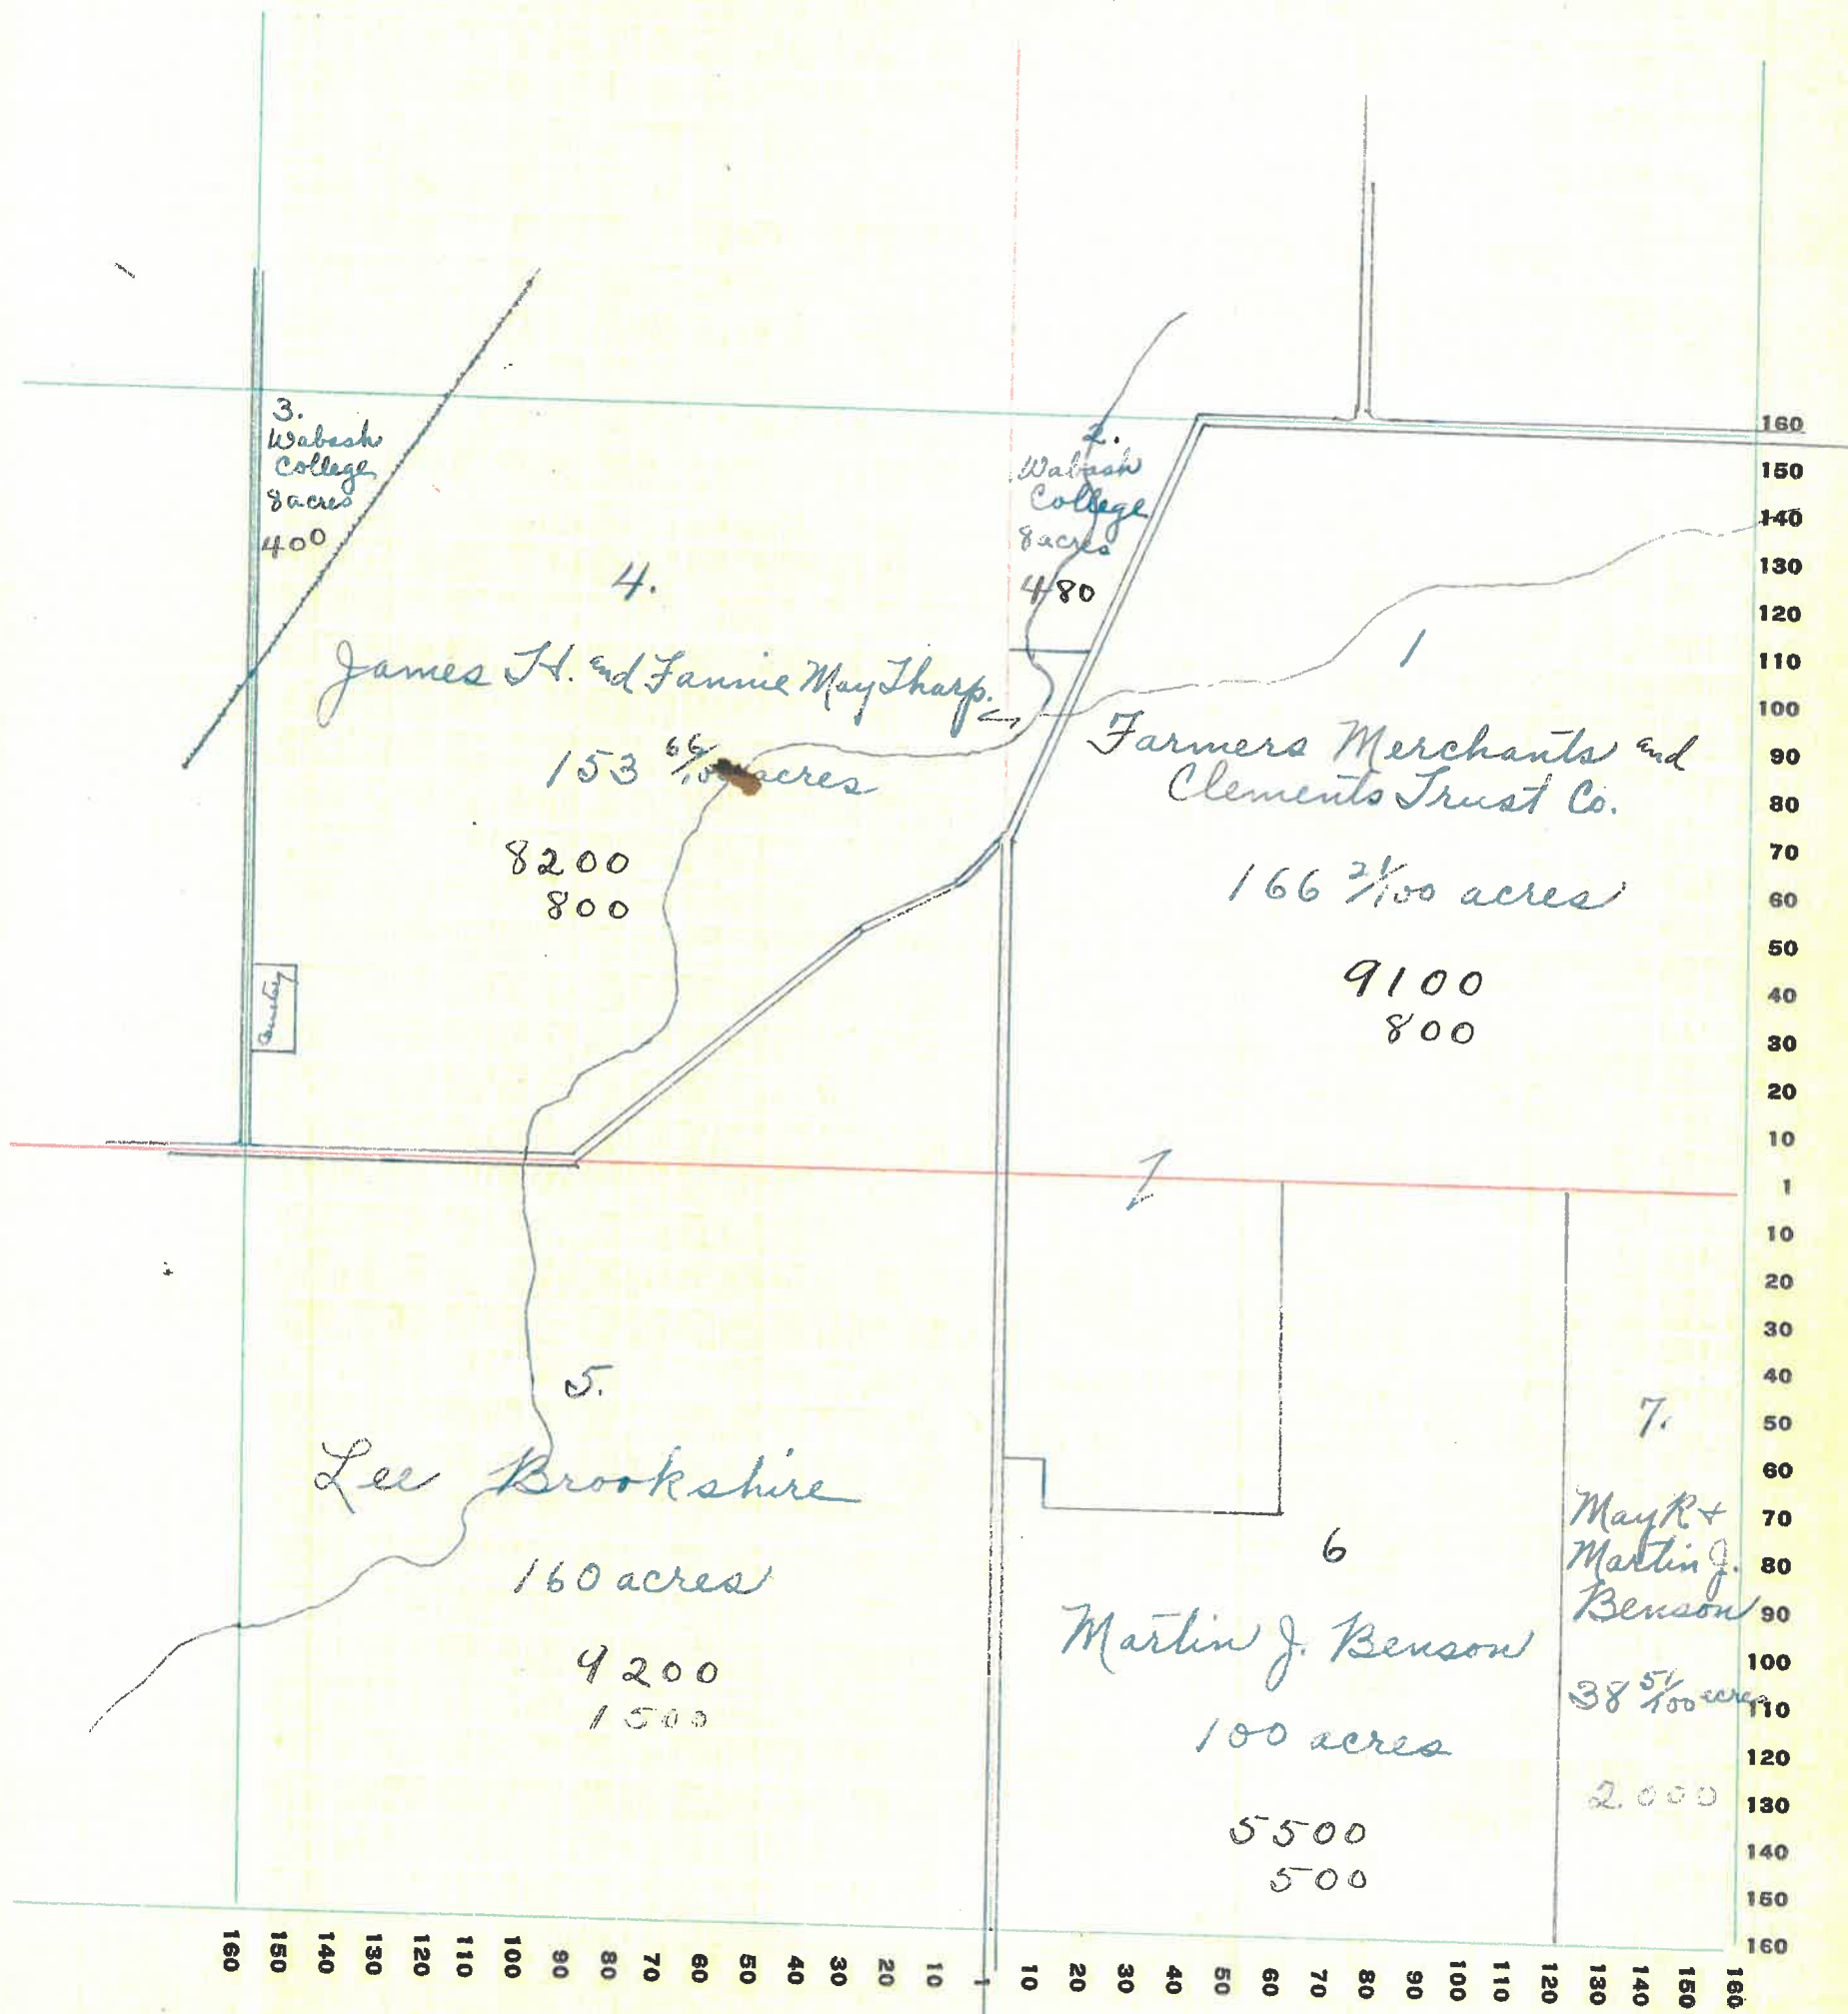 3.
Wabash
College
8 acres
400
2.
Wabash
College
8 acres
480
4.
James H. and Fannie May Tharp.
153 66/100 acres
8200
800
1
Farmers Merchants and
Clements Trust Co.
166 21/100 acres
9100
800
1
5.
Lee Brookshire
160 acres
9200
1500
6
Martin J. Benson
100 acres
5500
500
7.
May R +
Martin J.
Benson
38 51/100 acres
2000
160
150
140
130
120
110
100
90
80
70
60
50
40
30
20
10
1
10
20
30
40
50
60
70
80
90
100
110
120
130
140
150
160
160 150 140 130 120 110 100 90 80 70 60 50 40 30 20 10 1 10 20 30 40 50 60 70 80 90 100 110 120 130 140 150 160